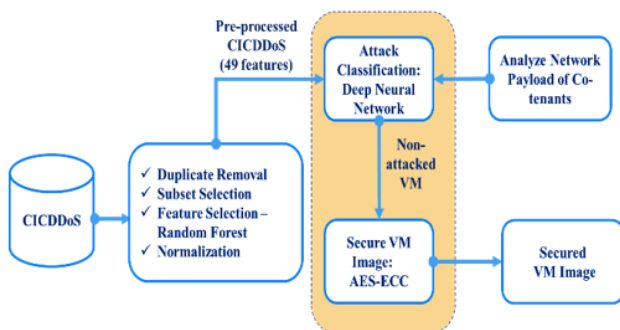 Pre-processed
CICDDoS
(49 features)
Attack
Classification:
Deep Neural
Network
Analyze Network
Payload of Co-
tenants
CICDDoS
✓ Duplicate Removal
✓ Subset Selection
✓ Feature Selection –
Random Forest
✓ Normalization
Non-
attacked
VM
Secure VM
Image:
AES-ECC
Secured
VM Image